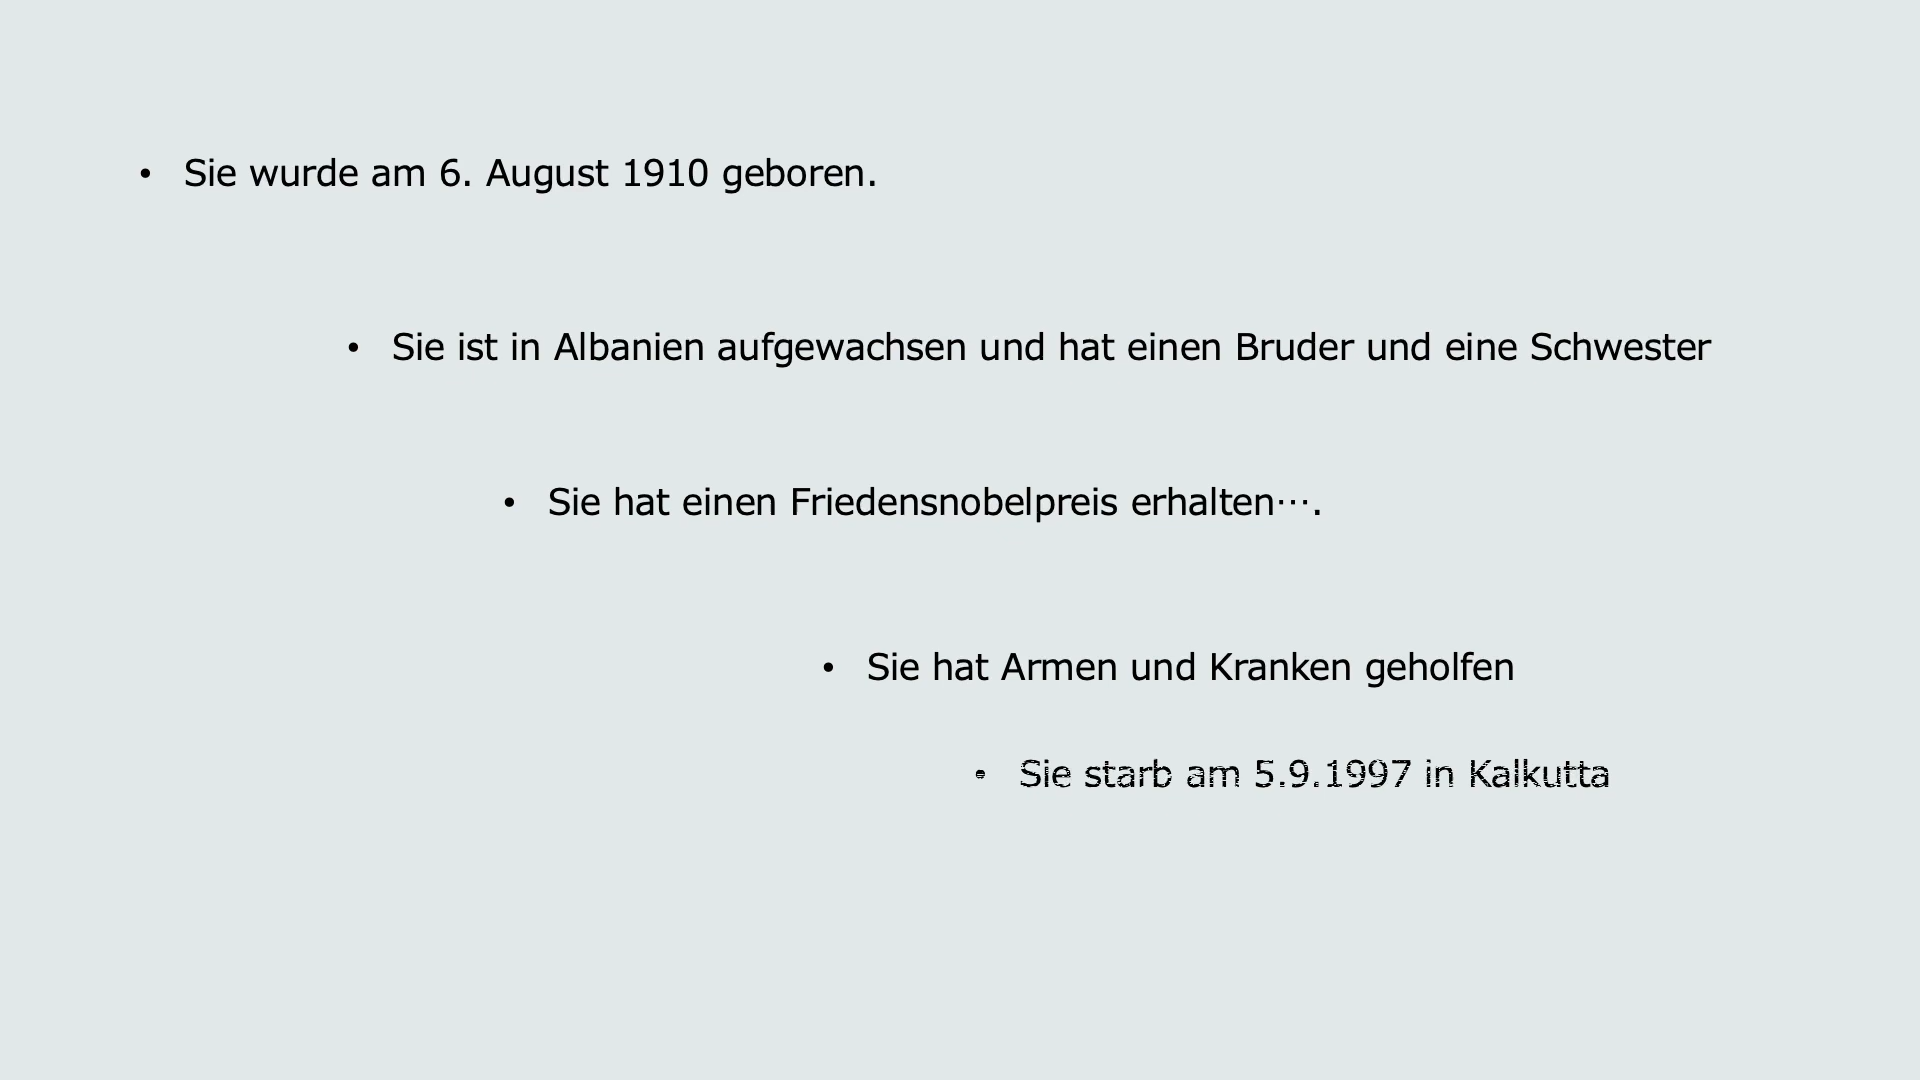 • Sie wurde am 6. August 1910 geboren.
• Sie ist in Albanien aufgewachsen und hat einen Bruder und eine Schwester
• Sie hat einen Friedensnobelpreis erhalten⋯.
• Sie hat Armen und Kranken geholfen
• Sie starb am 5.9.1997 in Kalkutta